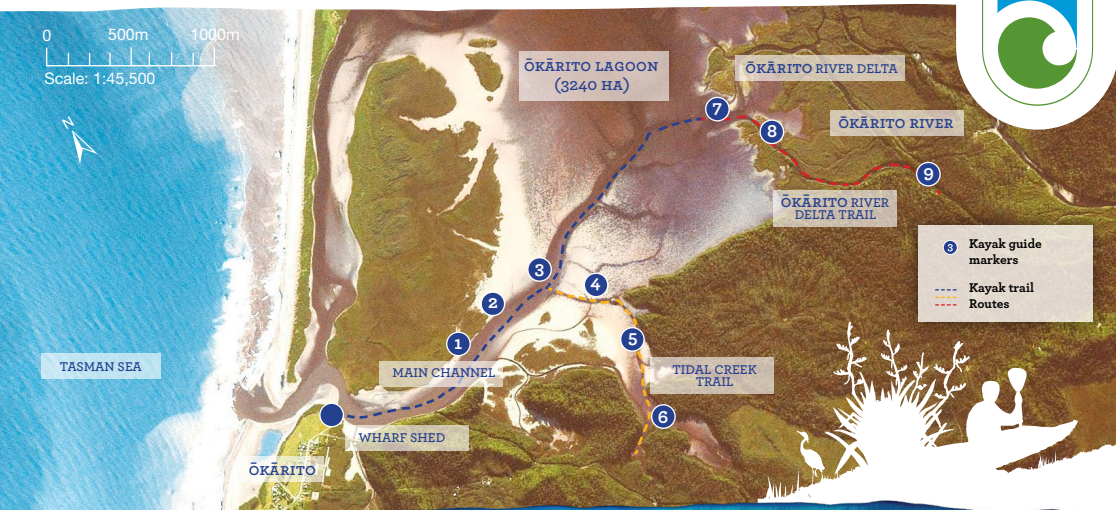 0 500m 1000m
Scale: 1:45,500
N
ŌKĀRITO LAGOON
(3240 HA)
ŌKĀRITO RIVER DELTA
7
8
ŌKĀRITO RIVER
9
ŌKĀRITO RIVER
DELTA TRAIL
3 Kayak guide
markers
Kayak trail
Routes
3
4
2
1
5
TASMAN SEA
MAIN CHANNEL
TIDAL CREEK
TRAIL
6
WHARF SHED
ŌKĀRITO